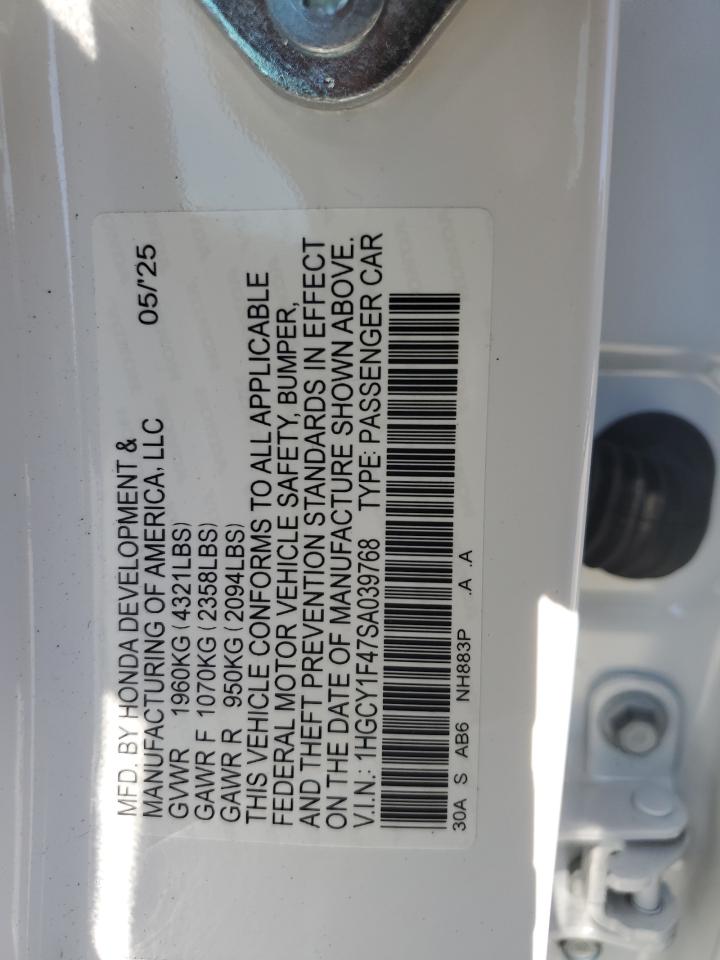 MFD. BY HONDA DEVELOPMENT &
MANUFACTURING OF AMERICA, LLC 05/'25
GVWR 1960KG (4321LBS)
GAWR F 1070KG (2358LBS)
GAWR R 950KG (2094LBS)
THIS VEHICLE CONFORMS TO ALL APPLICABLE
FEDERAL MOTOR VEHICLE SAFETY, BUMPER,
AND THEFT PREVENTION STANDARDS IN EFFECT
ON THE DATE OF MANUFACTURE SHOWN ABOVE.
V.I.N.: 1HGCY1F47SA039768 TYPE: PASSENGER CAR
30A S AB6 NH883P .A .A